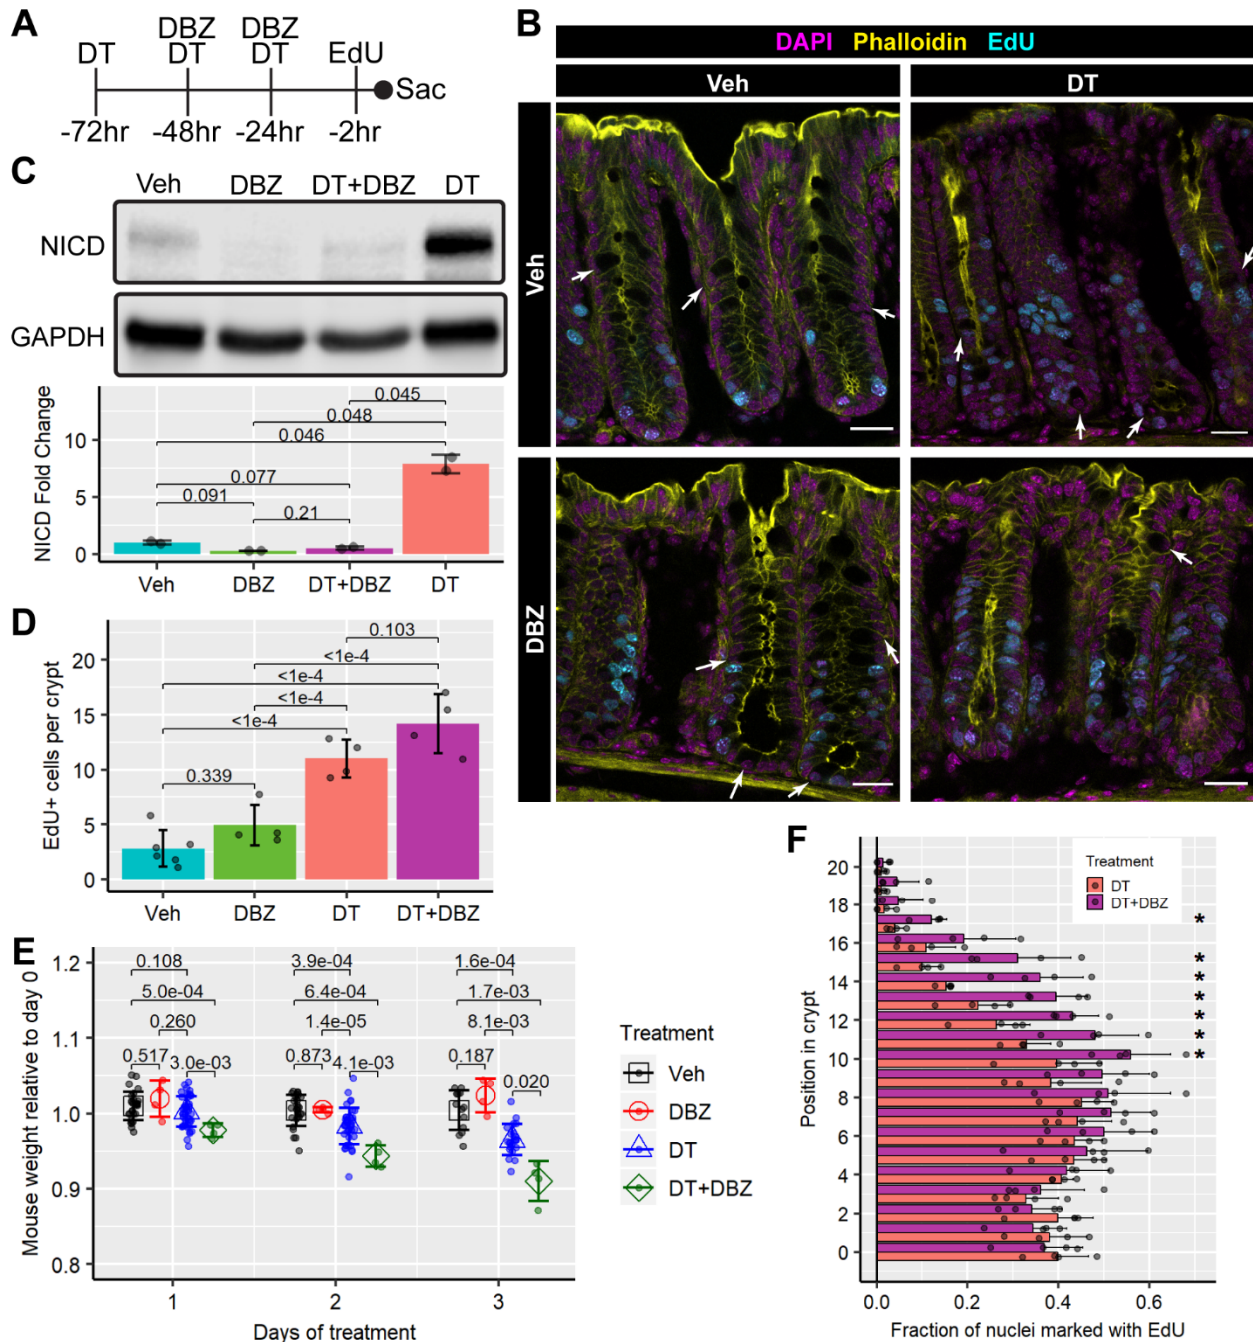 A
DBZ DBZ
DT DT DT EdU
Sac
-72hr -48hr -24hr -2hr
B
DAPI Phalloidin EdU
Veh DT
Veh
DBZ
C
Veh DBZ DT+DBZ DT
NICD
GAPDH
NICD Fold Change
10
5
0
0.045
0.048
0.046
0.077
0.091
0.21
Veh DBZ DT+DBZ DT
D
EdU+ cells per crypt
20
15
10
5
0
0.103
<1e-4
<1e-4
<1e-4
<1e-4
0.339
Veh DBZ DT DT+DBZ
E
Mouse weight relative to day 0
1.2
1.1
1.0
0.9
0.8
0.108 3.9e-04 1.6e-04
5.0e-04 6.4e-04 1.7e-03
0.260 1.4e-05 8.1e-03
0.517 3.0e-03 0.873 4.1e-03 0.187 0.020
1 2 3
Days of treatment
Treatment
Veh
DBZ
DT
DT+DBZ
F
Treatment
DT
DT+DBZ
Position in crypt
20
18
16
14
12
10
8
6
4
2
0
*
*
*
*
*
*
*
0.0 0.2 0.4 0.6
Fraction of nuclei marked with EdU